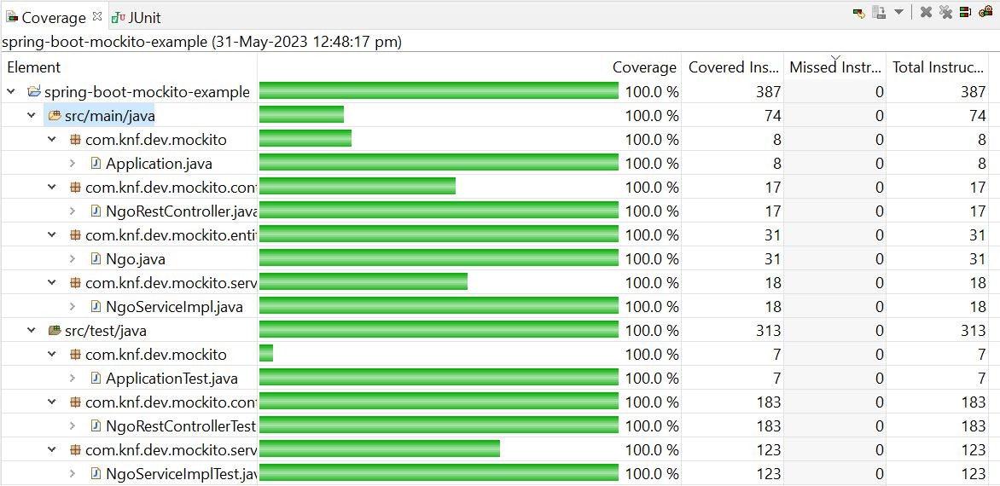 Coverage JUnit
spring-boot-mockito-example (31-May-2023 12:48:17 pm)
Element Coverage Covered Ins... Missed Instr... Total Instruc...
spring-boot-mockito-example 100.0 % 387 0 387
src/main/java 100.0 % 74 0 74
com.knf.dev.mockito 100.0 % 8 0 8
Application.java 100.0 % 8 0 8
com.knf.dev.mockito.con 100.0 % 17 0 17
NgoRestController.java 100.0 % 17 0 17
com.knf.dev.mockito.enti 100.0 % 31 0 31
Ngo.java 100.0 % 31 0 31
com.knf.dev.mockito.serv 100.0 % 18 0 18
NgoServiceImpl.java 100.0 % 18 0 18
src/test/java 100.0 % 313 0 313
com.knf.dev.mockito 100.0 % 7 0 7
ApplicationTest.java 100.0 % 7 0 7
com.knf.dev.mockito.con 100.0 % 183 0 183
NgoRestControllerTest 100.0 % 183 0 183
com.knf.dev.mockito.serv 100.0 % 123 0 123
NgoServiceImplTest.jav 100.0 % 123 0 123